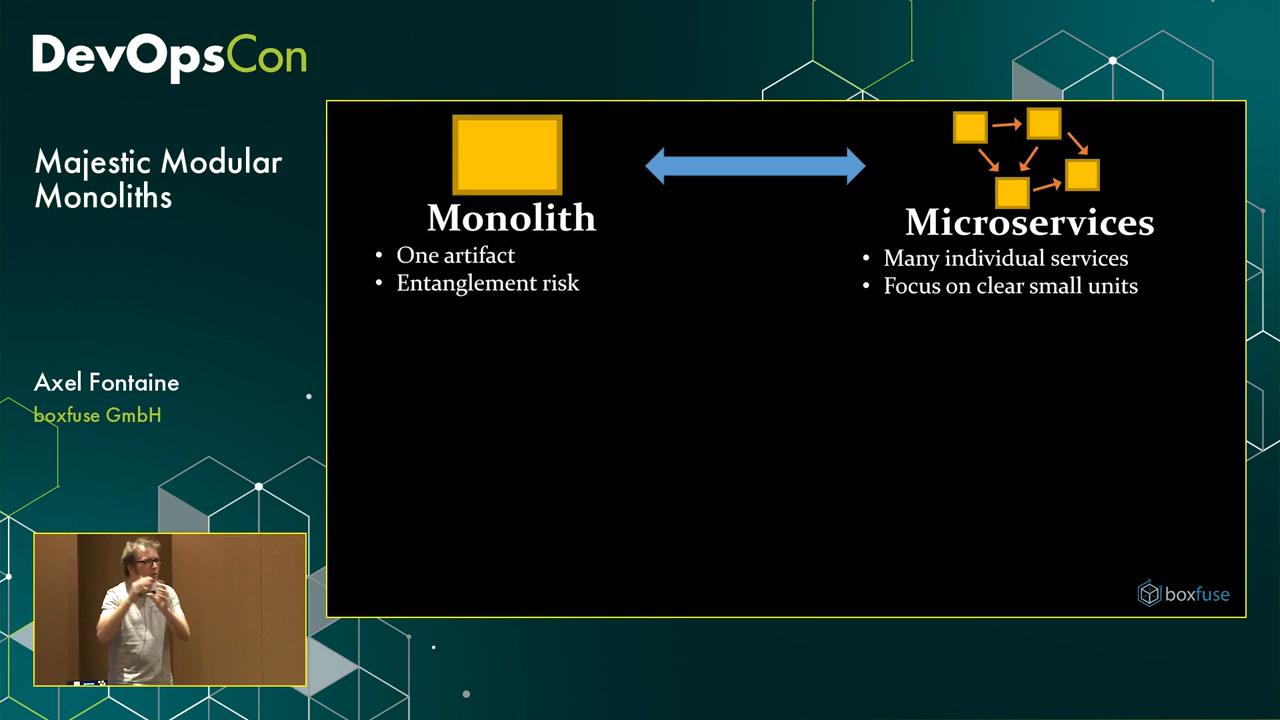 DevOpsCon
Majestic Modular
Monoliths
Axel Fontaine
boxfuse GmbH
Monolith
• One artifact
• Entanglement risk
Microservices
• Many individual services
• Focus on clear small units
boxfuse